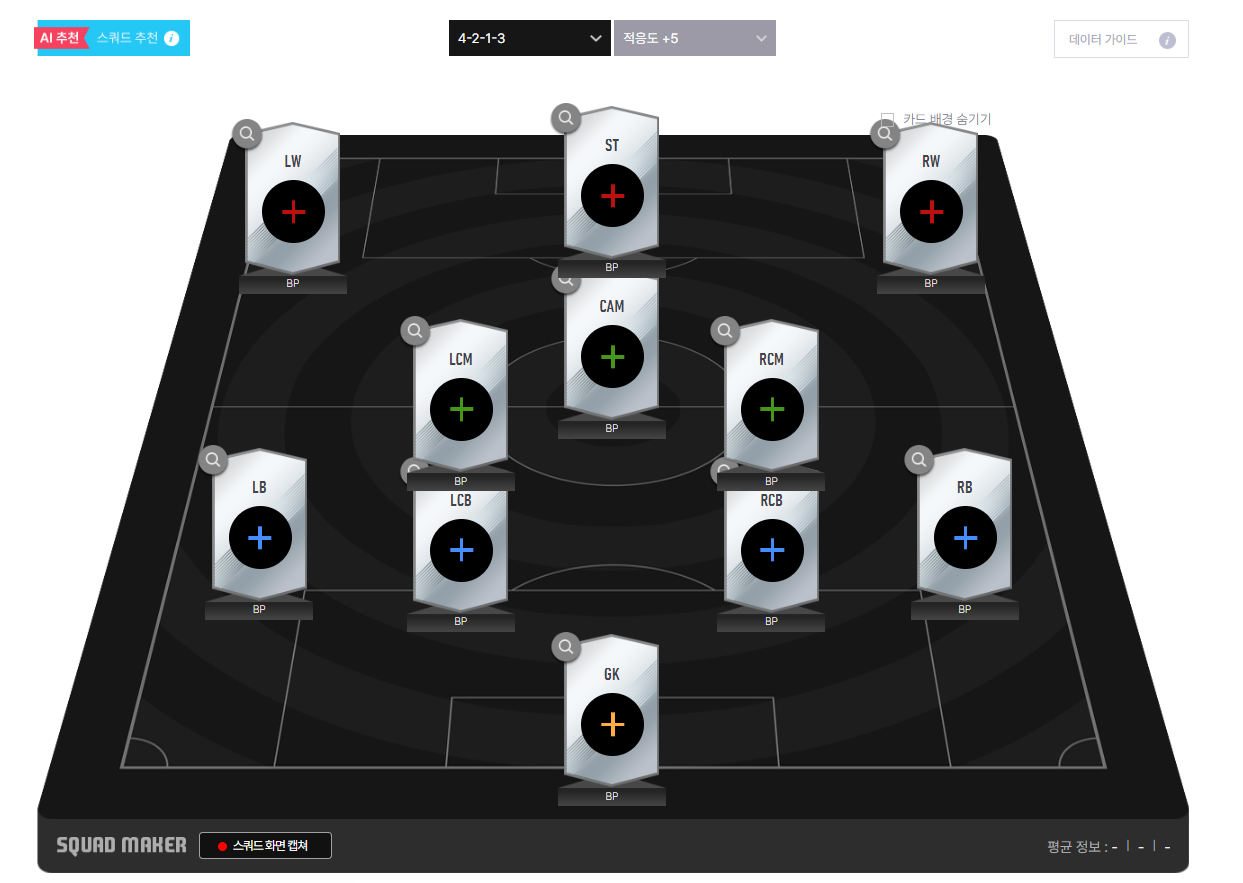 AI 추천 스쿼드 추천 i
4-2-1-3
적응도 +5
데이터 가이드 i
카드 배경 숨기기
LW
BP
ST
BP
RW
BP
CAM
BP
LCM
BP
RCM
BP
LB
BP
LCB
BP
RCB
BP
RB
BP
GK
BP
SQUAD MAKER
스쿼드 화면 캡쳐
평균 정보 : - | - | -